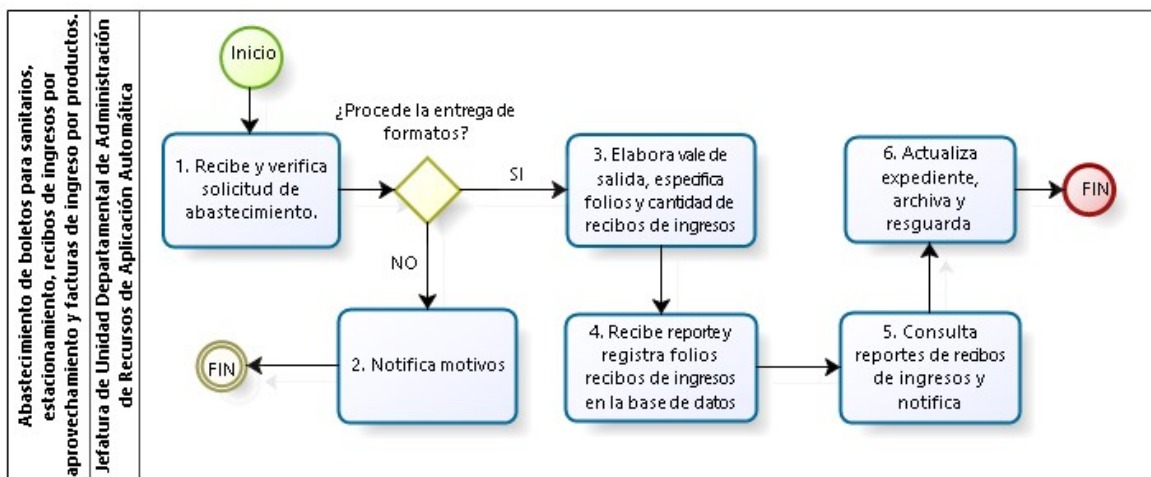 Abastecimiento de boletos para sanitarios,
estacionamiento, recibos de ingresos por
aprovechamiento y facturas de ingreso por productos.
Jefatura de Unidad Departamental de Administración
de Recursos de Aplicación Automática
Inicio
1. Recibe y verifica
solicitud de
abastecimiento.
¿Procede la entrega de
formatos?
SI
NO
2. Notifica motivos
FIN
3. Elabora vale de
salida, especifica
folios y cantidad de
recibos de ingresos
4. Recibe reporte y
registra folios
recibos de ingresos
en la base de datos
5. Consulta
reportes de recibos
de ingresos y
notifica
6. Actualiza
expediente,
archiva y
resguarda
FIN